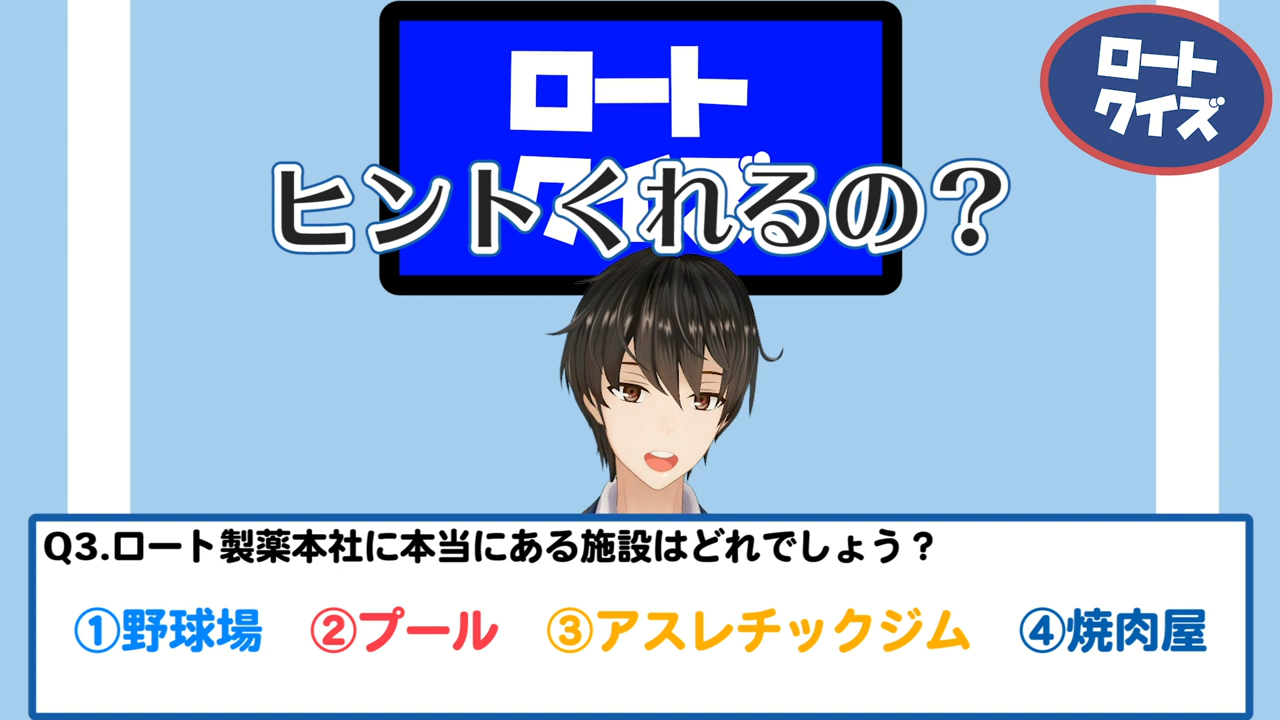 ロート
クイズ
ロート
クイズ
ヒントくれるの？
Q3.ロート製薬本社に本当にある施設はどれでしょう？
①野球場 ②プール ③アスレチックジム ④焼肉屋